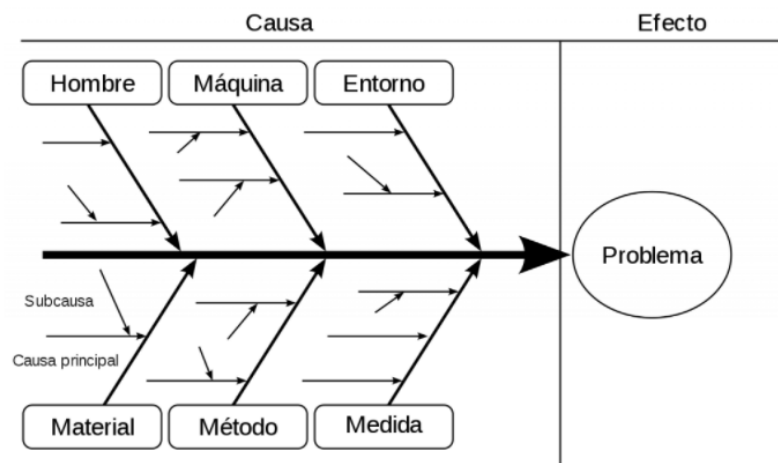 Causa
Efecto
Hombre
Máquina
Entorno
Problema
Subcausa
Causa principal
Material
Método
Medida